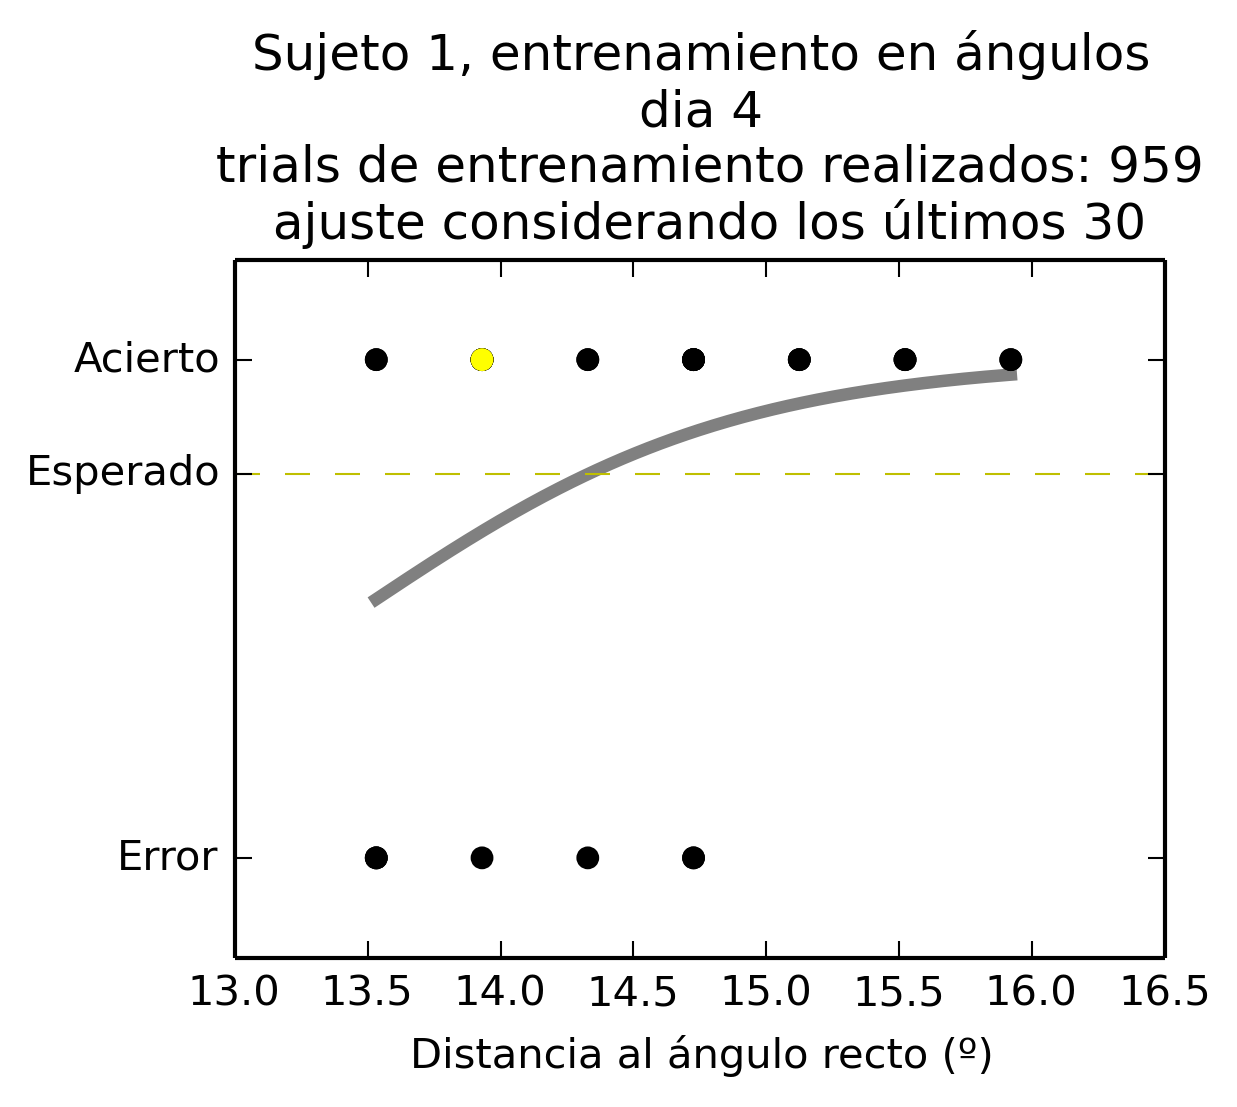 Sujeto 1, entrenamiento en ángulos
dia 4
trials de entrenamiento realizados: 959
ajuste considerando los últimos 30
Acierto
Esperado
Error
13.0 13.5 14.0 14.5 15.0 15.5 16.0 16.5
Distancia al ángulo recto (º)